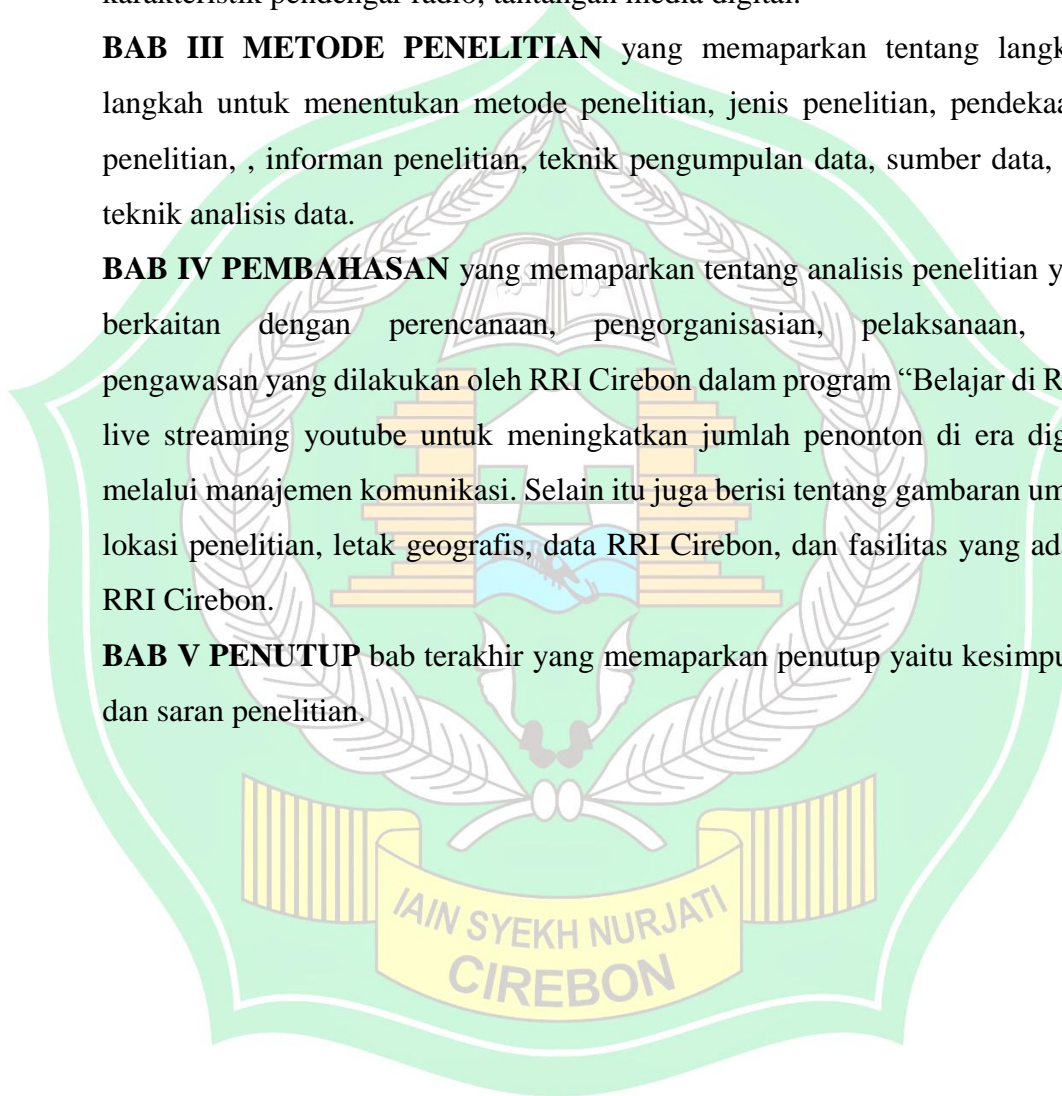 karakteristik pendengar radio, tantangan media digital.
BAB III METODE PENELITIAN yang memaparkan tentang langk
langkah untuk menentukan metode penelitian, jenis penelitian, pendekaa
penelitian, , informan penelitian, teknik pengumpulan data, sumber data,
teknik analisis data.
BAB IV PEMBAHASAN yang memaparkan tentang analisis penelitian y
berkaitan dengan perencanaan, pengorganisasian, pelaksanaan,
pengawasan yang dilakukan oleh RRI Cirebon dalam program “Belajar di R
live streaming youtube untuk meningkatkan jumlah penonton di era dig
melalui manajemen komunikasi. Selain itu juga berisi tentang gambaran um
lokasi penelitian, letak geografis, data RRI Cirebon, dan fasilitas yang ada
RRI Cirebon.
BAB V PENUTUP bab terakhir yang memaparkan penutup yaitu kesimpu
dan saran penelitian.
IAIN SYEKH NURJATI
CIREBON